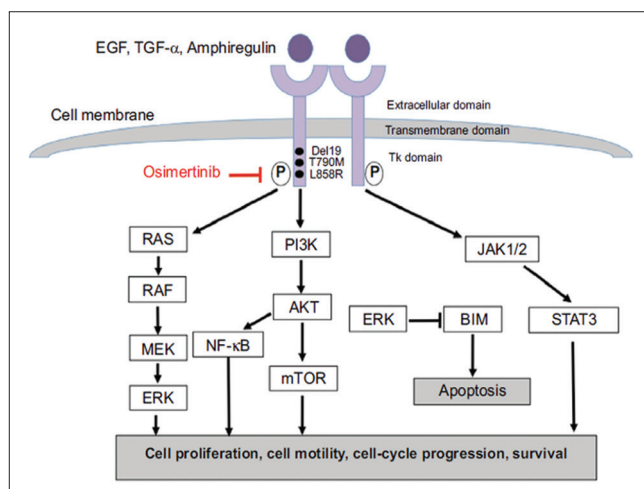 EGF, TGF-α, Amphiregulin
Cell membrane
Extracellular domain
Transmembrane domain
Del19
T790M
L858R
Tk domain
Osimertinib
P
P
RAS
PI3K
JAK1/2
RAF
AKT
ERK
BIM
STAT3
MEK
NF-κB
mTOR
Apoptosis
ERK
Cell proliferation, cell motility, cell-cycle progression, survival